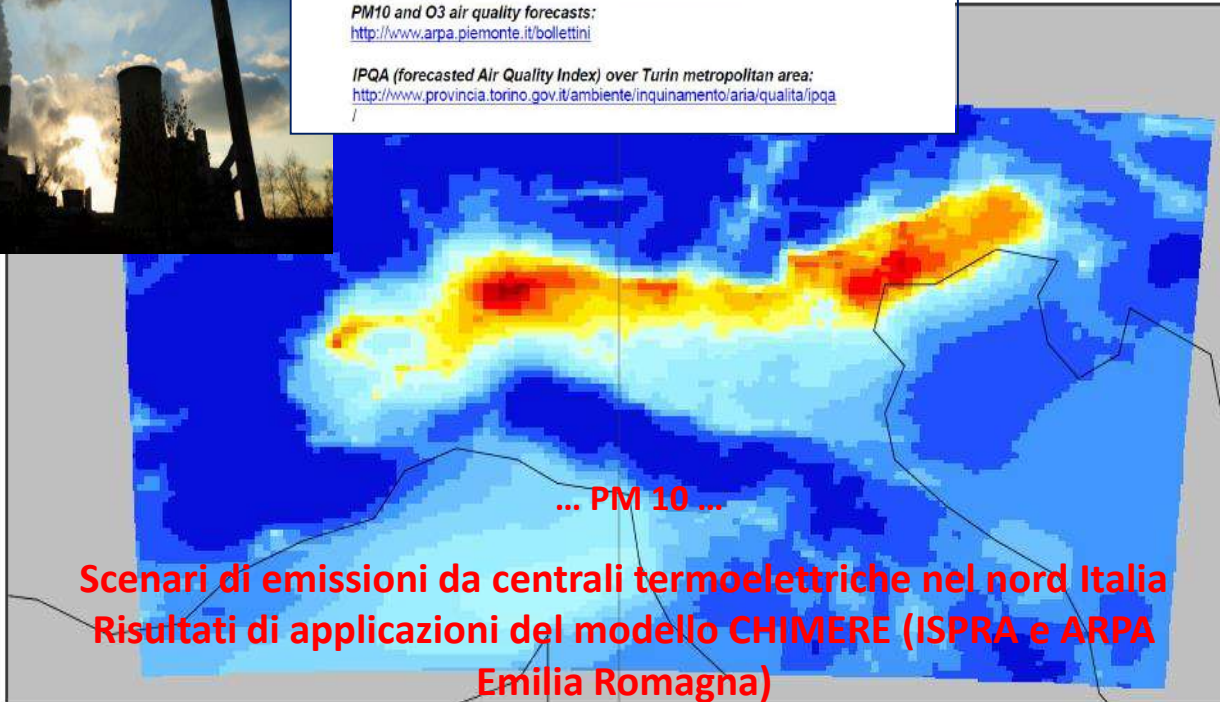 PM10 and O3 air quality forecasts:
http://www.arpa.piemonte.it/bollettini
IPQA (forecasted Air Quality Index) over Turin metropolitan area:
http://www.provincia.torino.gov.it/ambiente/inquinamento/aria/qualita/ipqa
/
... PM 10 ...
Scenari di emissioni da centrali termoelettriche nel nord Italia
Risultati di applicazioni del modello CHIMERE (ISPRA e ARPA
Emilia Romagna)